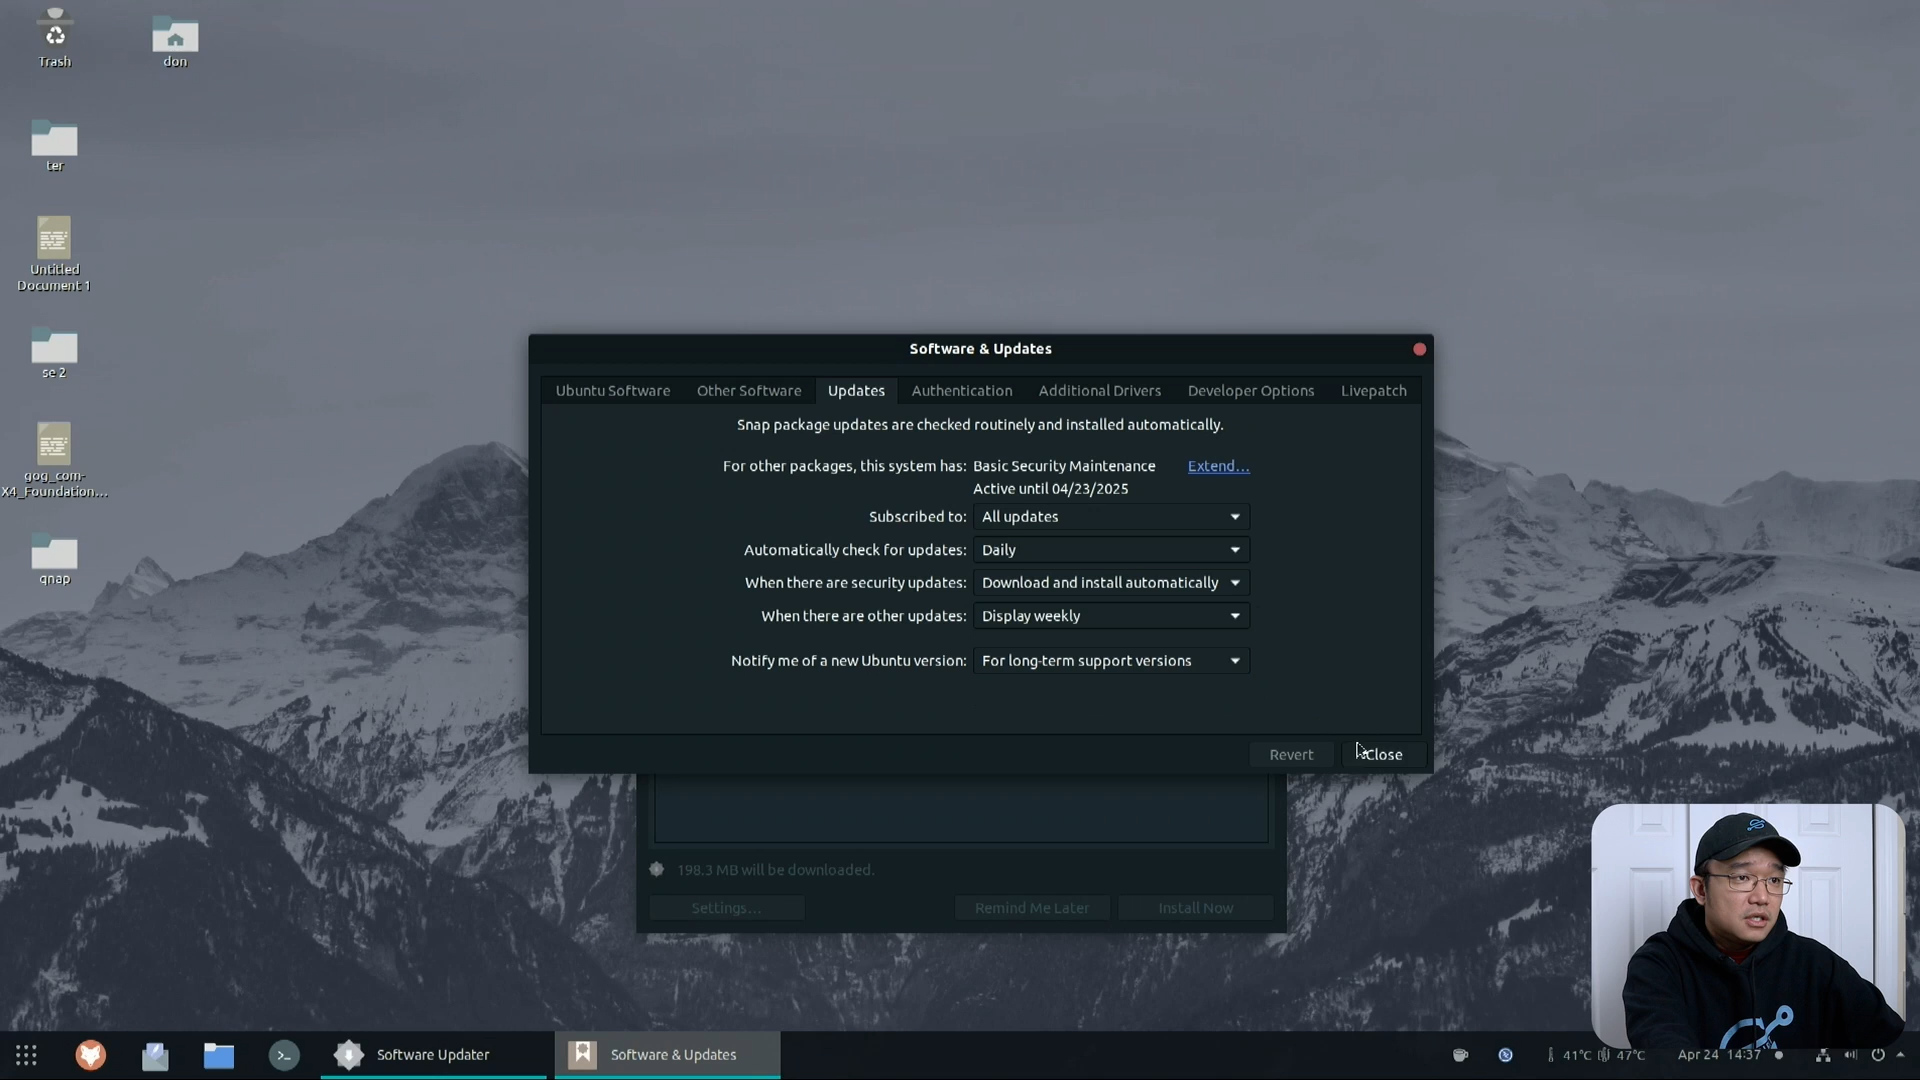 Trash
don
ter
Untitled
Document 1
se 2
gog_com-
X4_Foundation...
qnap
Software & Updates
Ubuntu Software
Other Software
Updates
Authentication
Additional Drivers
Developer Options
Livepatch
Snap package updates are checked routinely and installed automatically.
For other packages, this system has: Basic Security Maintenance Extend...
Active until 04/23/2025
Subscribed to: All updates
Automatically check for updates: Daily
When there are security updates: Download and install automatically
When there are other updates: Display weekly
Notify me of a new Ubuntu version: For long-term support versions
Revert
Close
198.3 MB will be downloaded.
Settings...
Remind Me Later
Install Now
Software Updater
Software & Updates
41°C 47°C
Apr 24 14:37